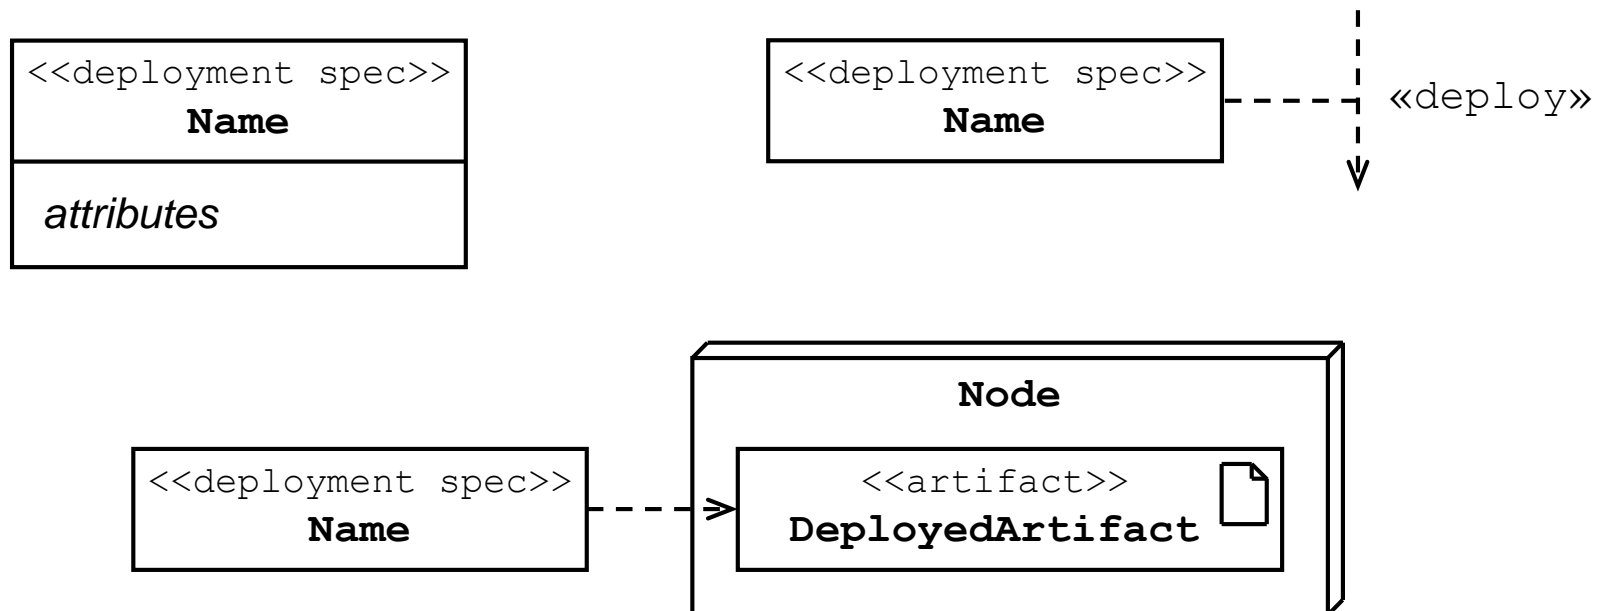 <<deployment spec>>
Name
attributes
<<deployment spec>>
Name
«deploy»
Node
<<deployment spec>>
Name
<<artifact>>
DeployedArtifact